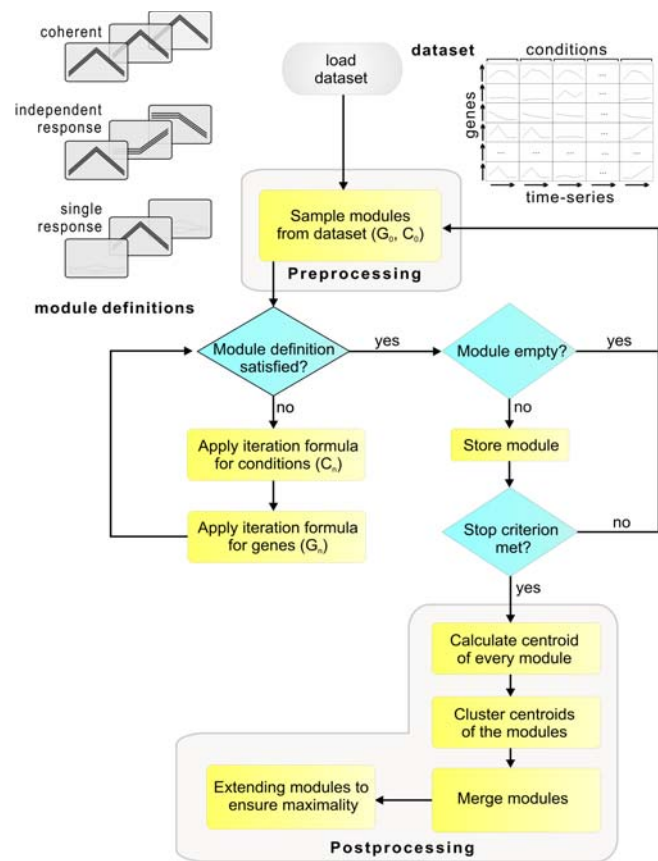 coherent
independent
response
single
response
module definitions
load
dataset
dataset
conditions
genes
...
...
...
...
... ... ... ... ...
...
time-series
Sample modules
from dataset (G₀, C₀)
Preprocessing
Module definition
satisfied?
yes
Module empty?
yes
no
no
Apply iteration formula
for conditions (Cₙ)
Store module
Apply iteration formula
for genes (Gₙ)
Stop criterion
met?
no
yes
Calculate centroid
of every module
Cluster centroids
of the modules
Extending modules to
ensure maximality
Merge modules
Postprocessing